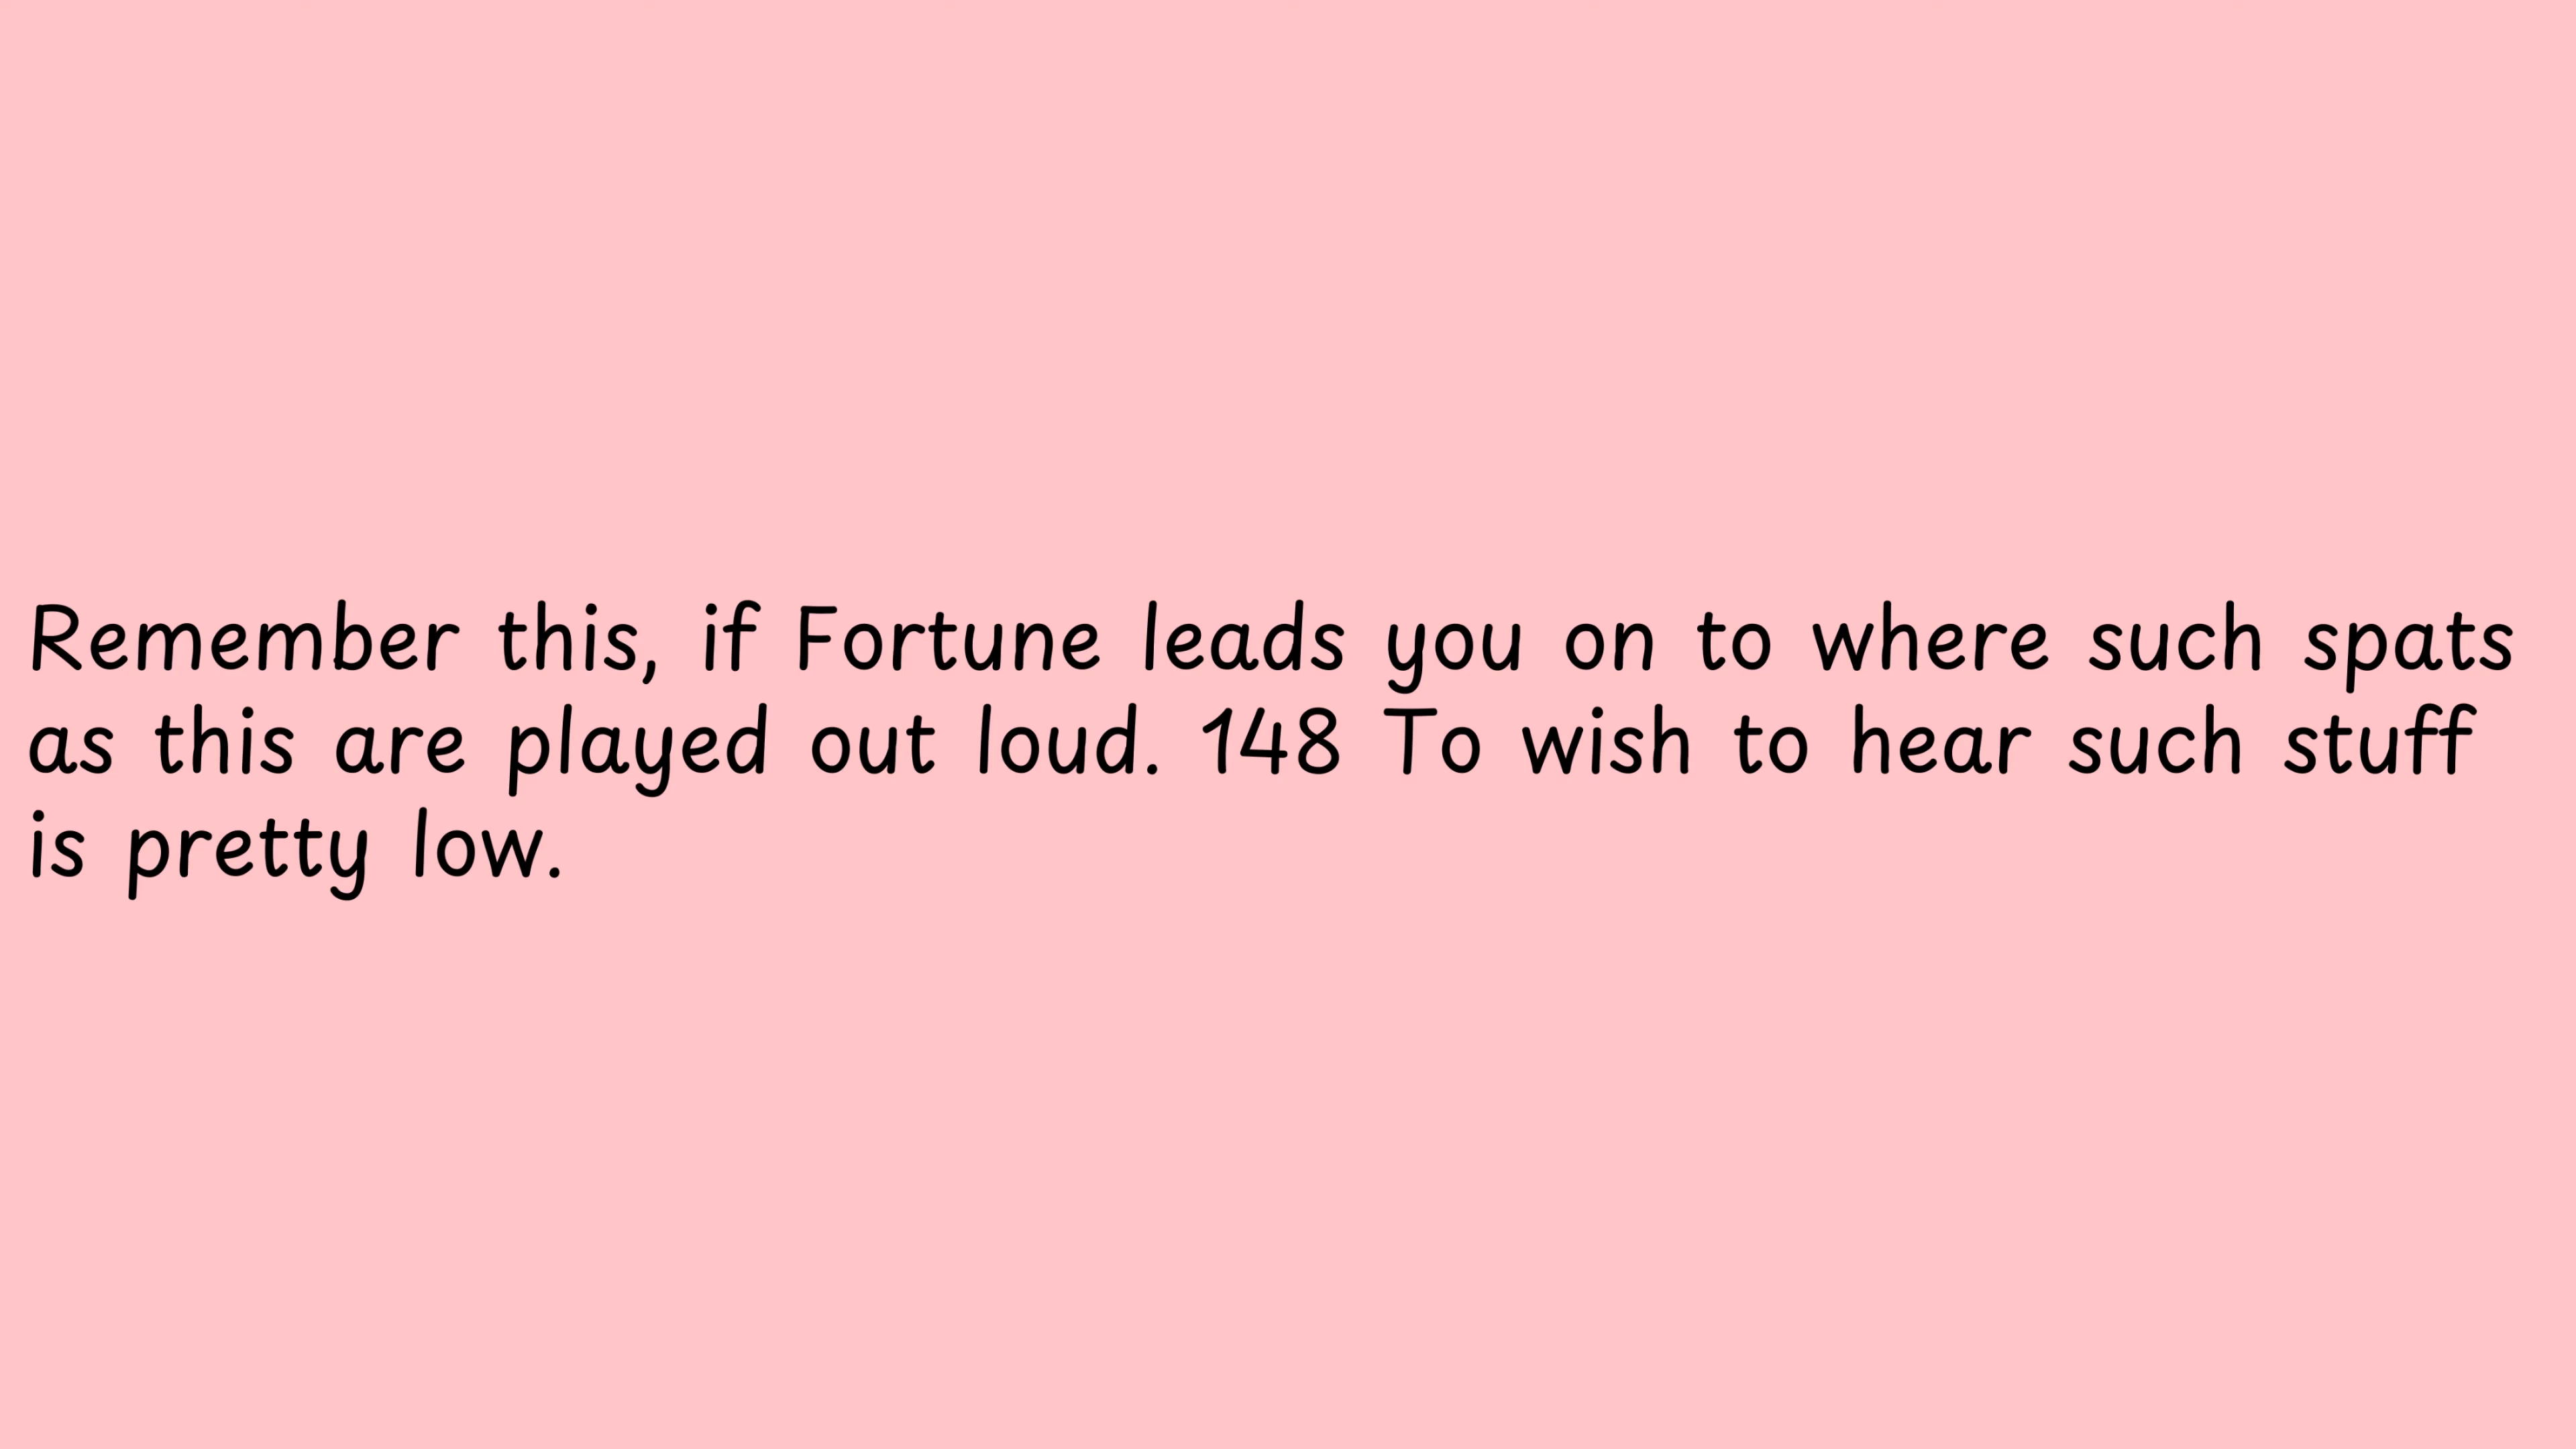 Remember this, if Fortune leads you on to where such spats
as this are played out loud. 148 To wish to hear such stuff
is pretty low.